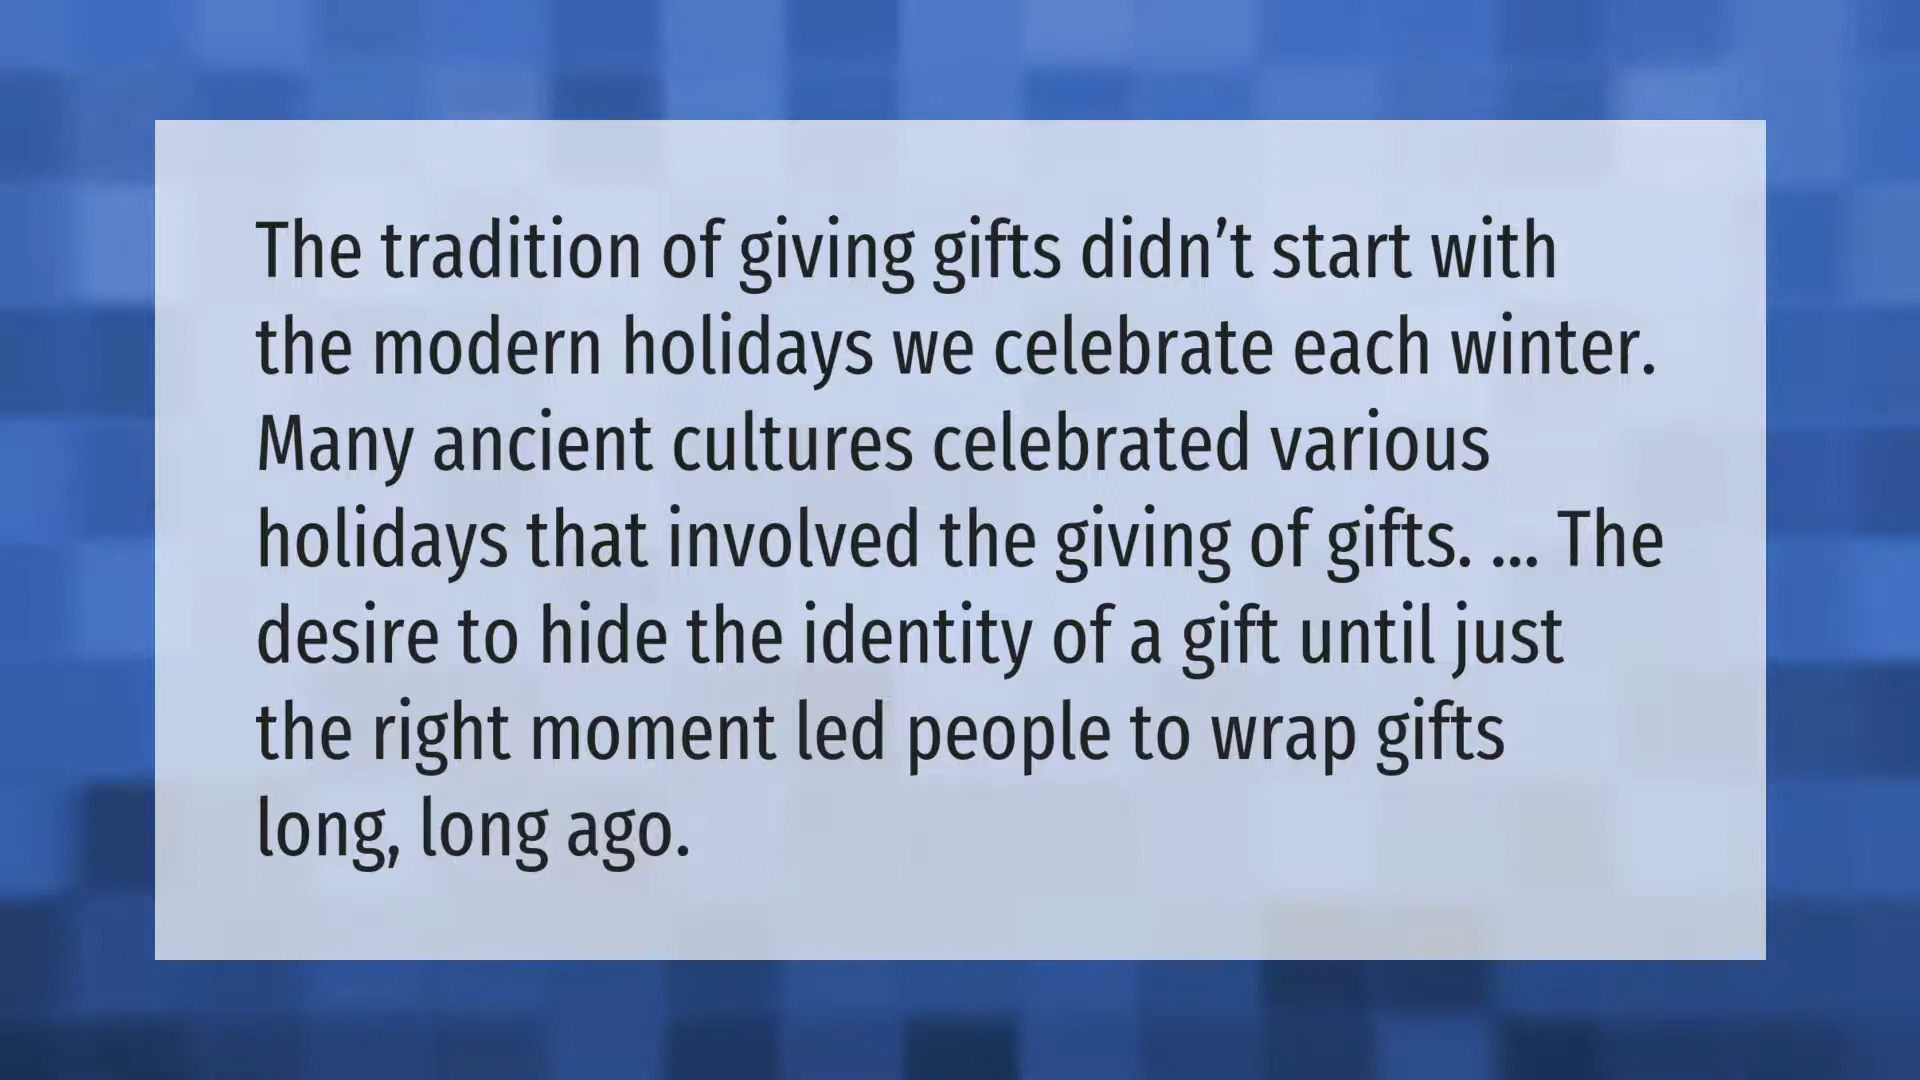 The tradition of giving gifts didn’t start with
the modern holidays we celebrate each winter.
Many ancient cultures celebrated various
holidays that involved the giving of gifts. ... The
desire to hide the identity of a gift until just
the right moment led people to wrap gifts
long, long ago.